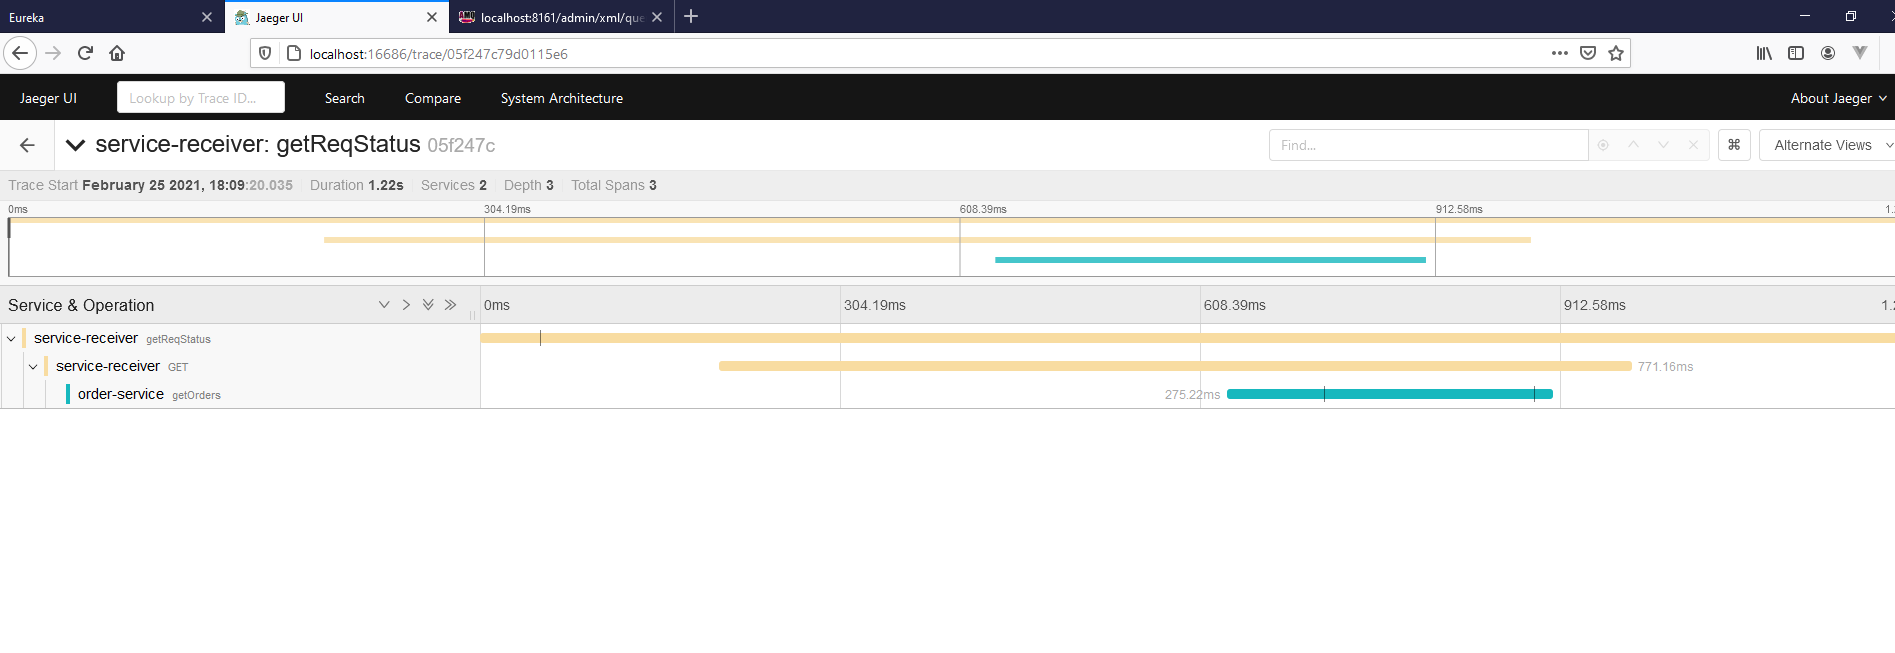 Eureka
Jaeger UI
localhost:8161/admin/xml/que
localhost:16686/trace/05f247c79d0115e6
Jaeger UI
Lookup by Trace ID...
Search
Compare
System Architecture
About Jaeger
service-receiver: getReqStatus 05f247c
Find...
Alternate Views
Trace Start February 25 2021, 18:09:20.035 Duration 1.22s Services 2 Depth 3 Total Spans 3
0ms 304.19ms 608.39ms 912.58ms 1.
Service & Operation 0ms 304.19ms 608.39ms 912.58ms 1.
service-receiver getReqStatus
service-receiver GET 771.16ms
order-service getOrders 275.22ms